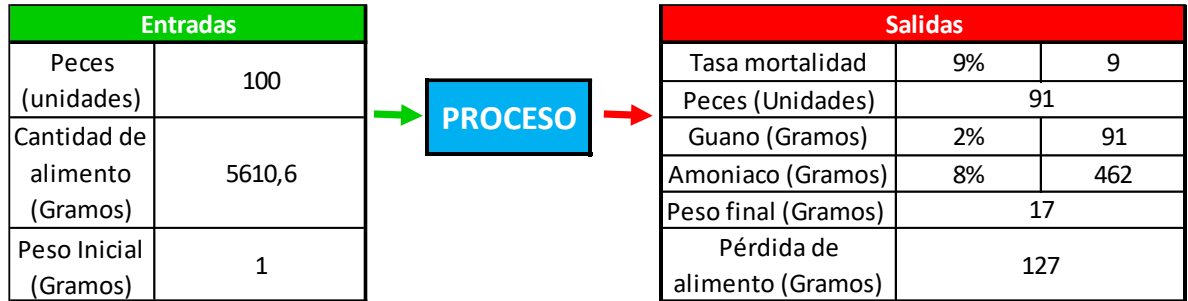 Entradas
Peces
(unidades)
100
Cantidad de
alimento
(Gramos)
5610,6
Peso Inicial
(Gramos)
1
PROCESO
Salidas
Tasa mortalidad 9% 9
Peces (Unidades) 91
Guano (Gramos) 2% 91
Amoniaco (Gramos) 8% 462
Peso final (Gramos) 17
Pérdida de
alimento (Gramos)
127